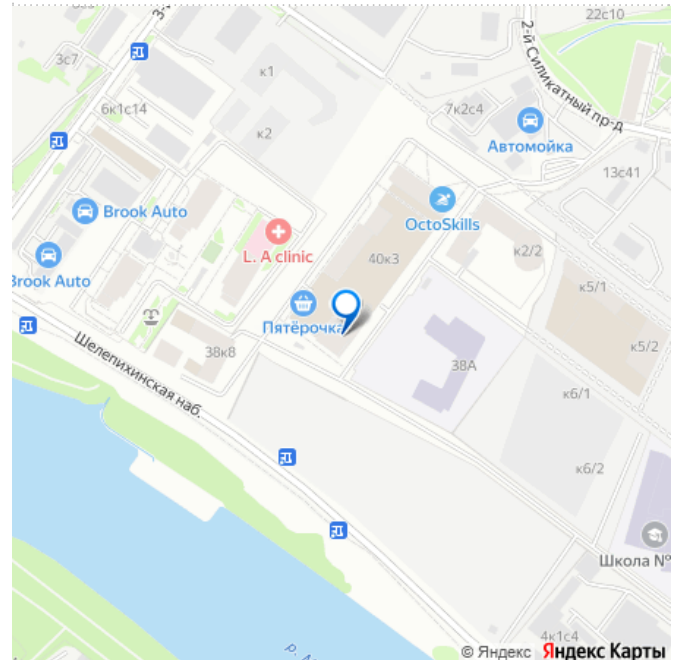 22с10
3с7
к1
6к1с14
к2
7к2с4
2-й Силикатный пр-д
Автомойка
13с41
Brook Auto
OctoSkills
L. A clinic
40к3
к2/2
Brook Auto
к5/1
Пятёрочка
38к8
38А
к5/2
Шелепихинская наб.
к6/1
к6/2
Школа №
4к1с4
© Яндекс Яндекс Карты